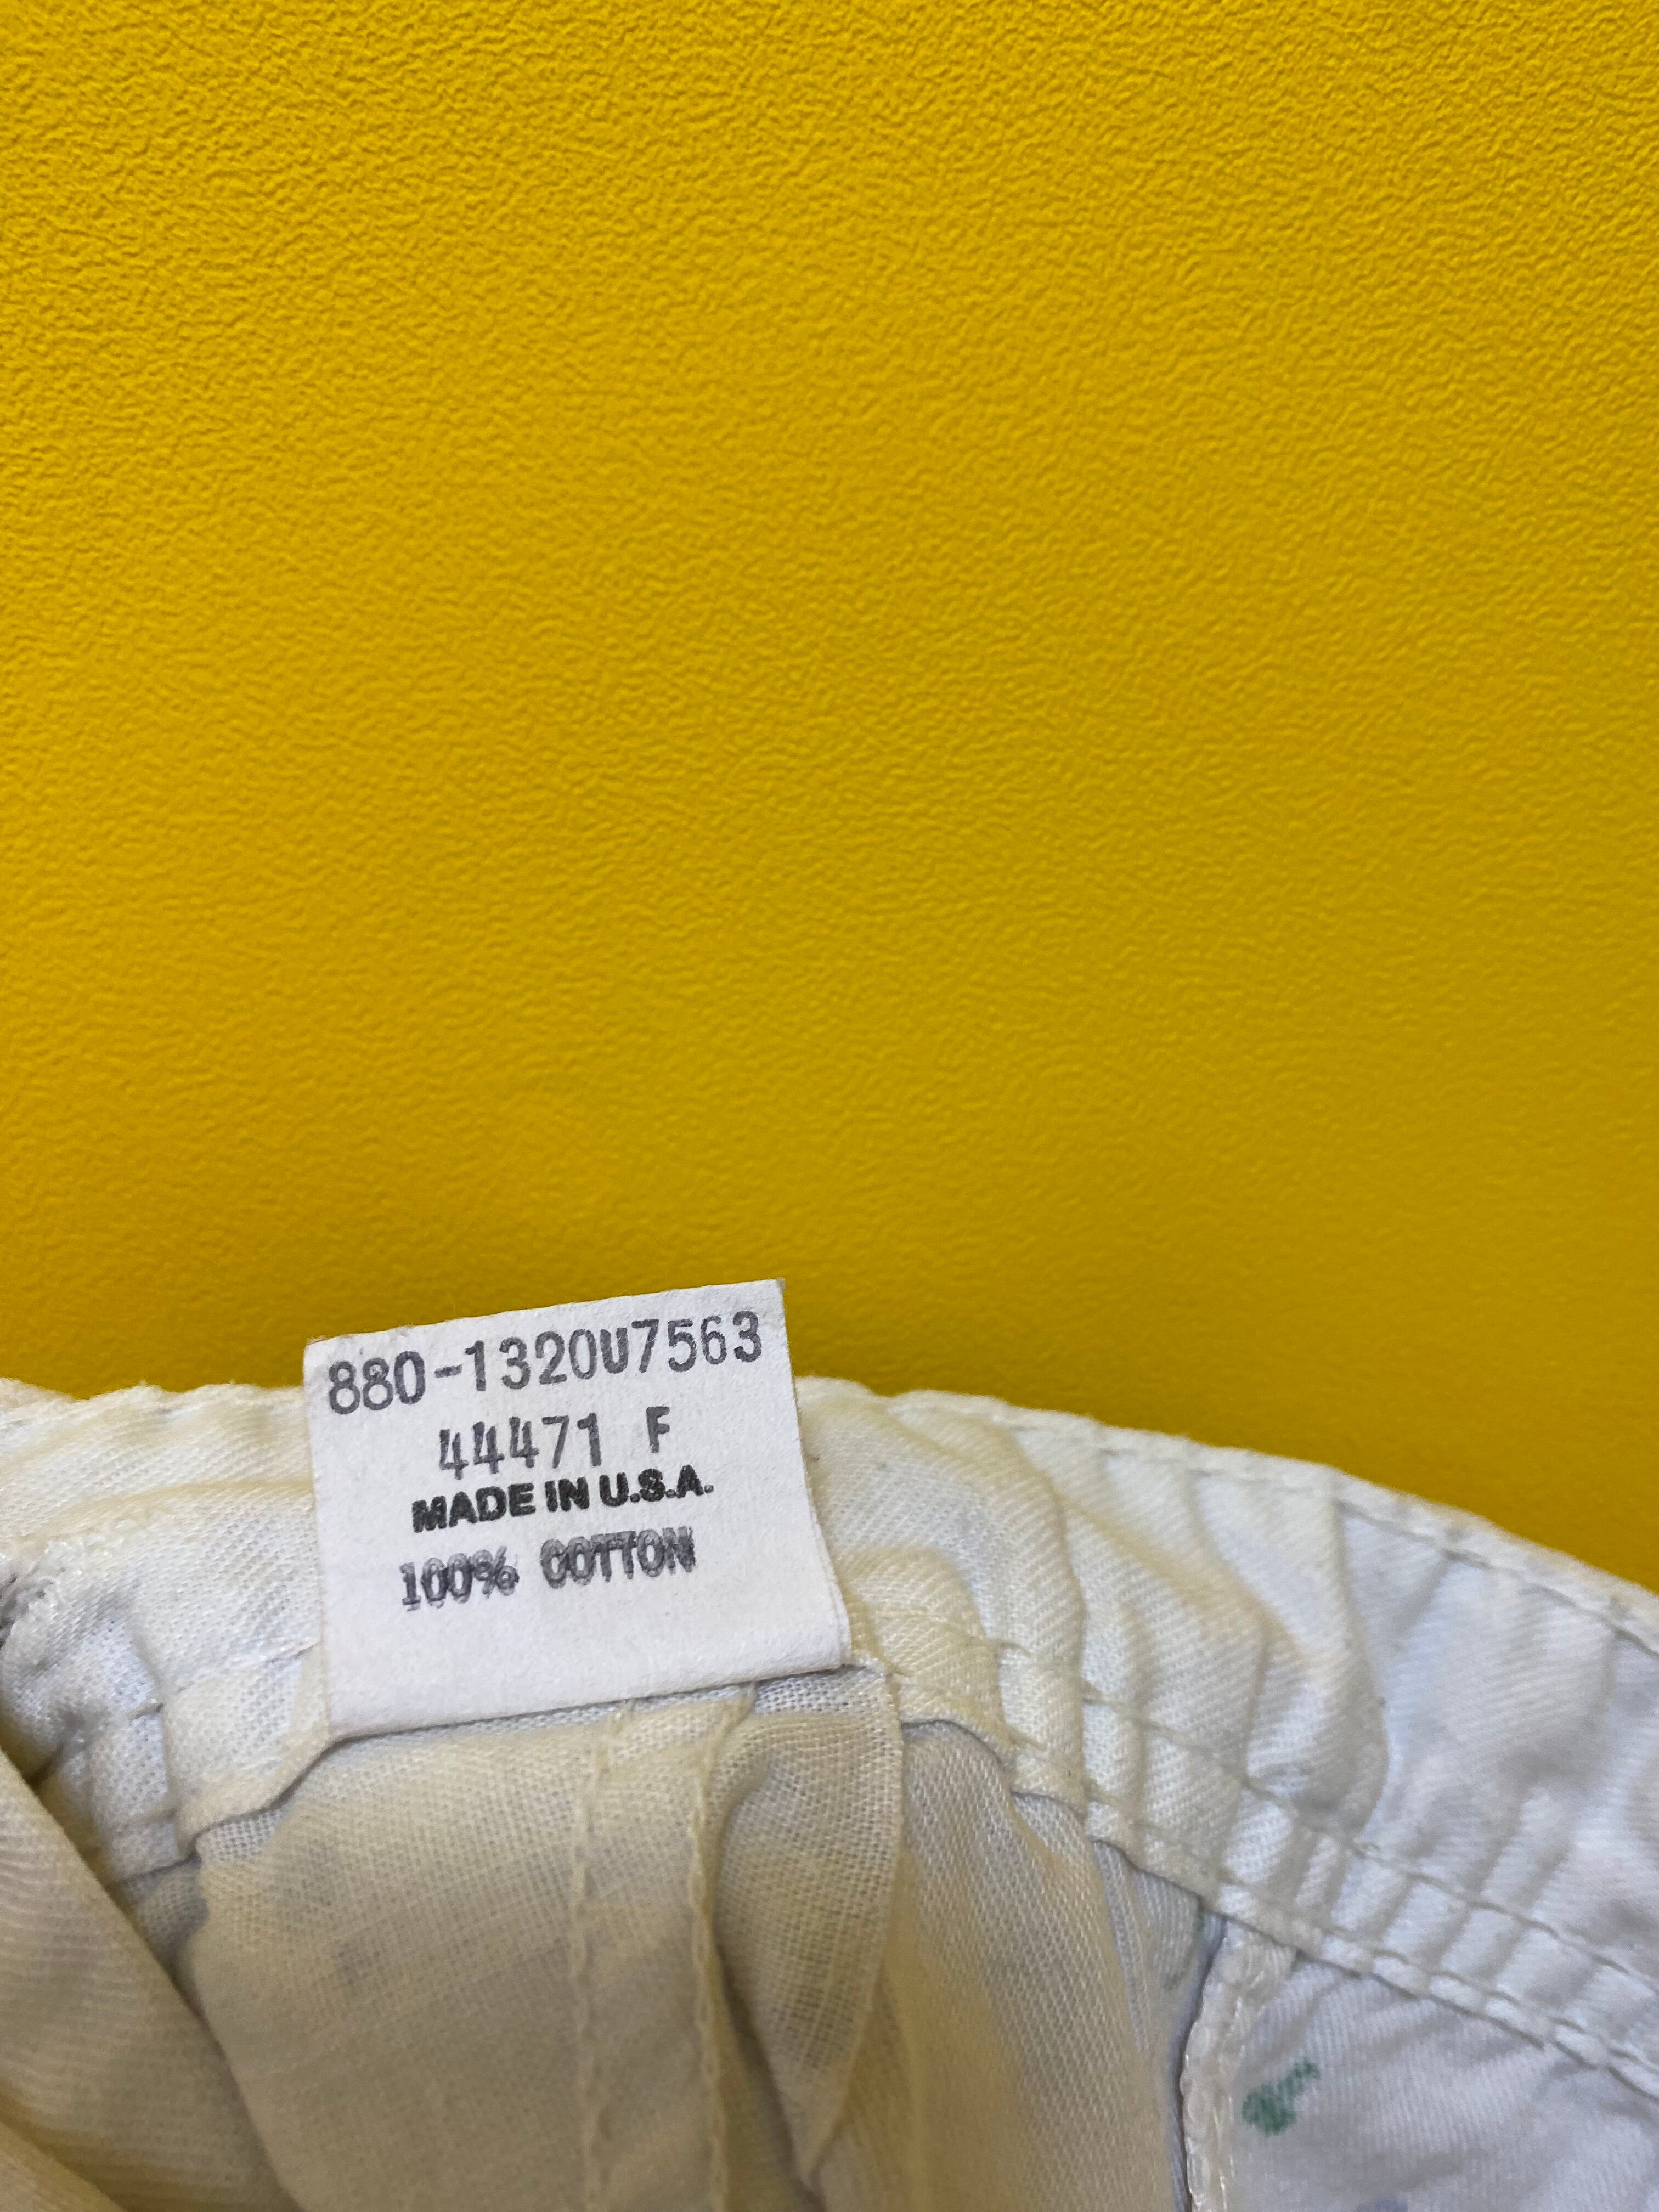 880-1320U7563
44471 F
MADE IN U.S.A.
100% COTTON